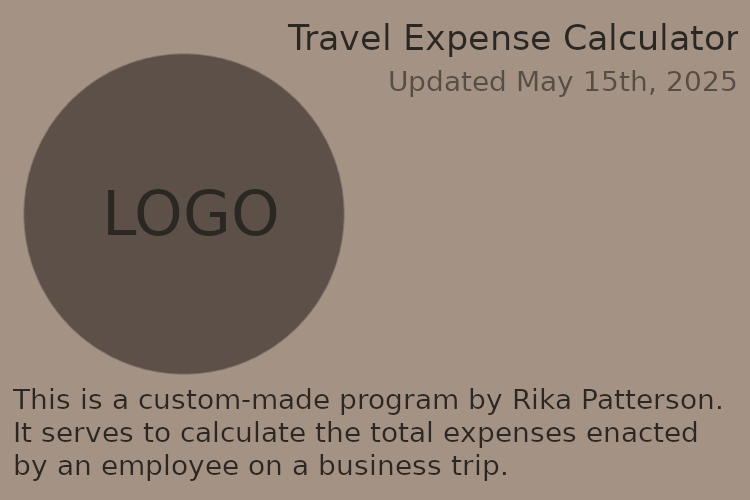 Travel Expense Calculator
Updated May 15th, 2025
LOGO
This is a custom-made program by Rika Patterson.
It serves to calculate the total expenses enacted
by an employee on a business trip.